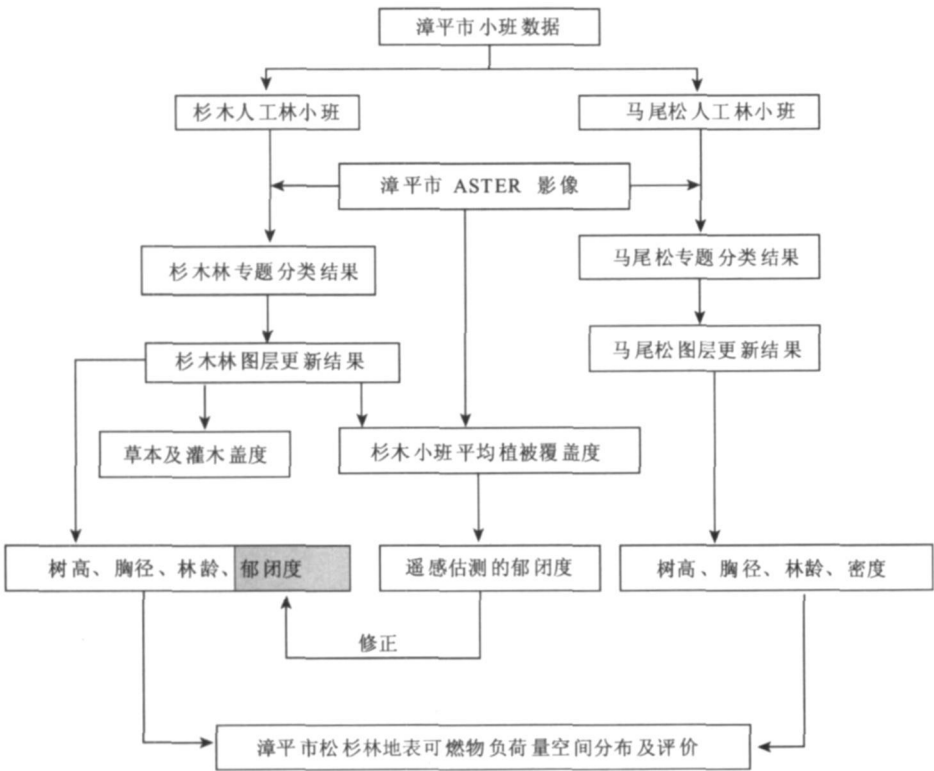 漳平市小班数据
杉木人工林小班
马尾松人工林小班
漳平市 ASTER 影像
杉木林专题分类结果
马尾松专题分类结果
杉木林图层更新结果
马尾松图层更新结果
草本及灌木盖度
杉木小班平均植被覆盖度
树高、胸径、林龄、郁闭度
遥感估测的郁闭度
树高、胸径、林龄、密度
修正
漳平市松杉林地表可燃物负荷量空间分布及评价